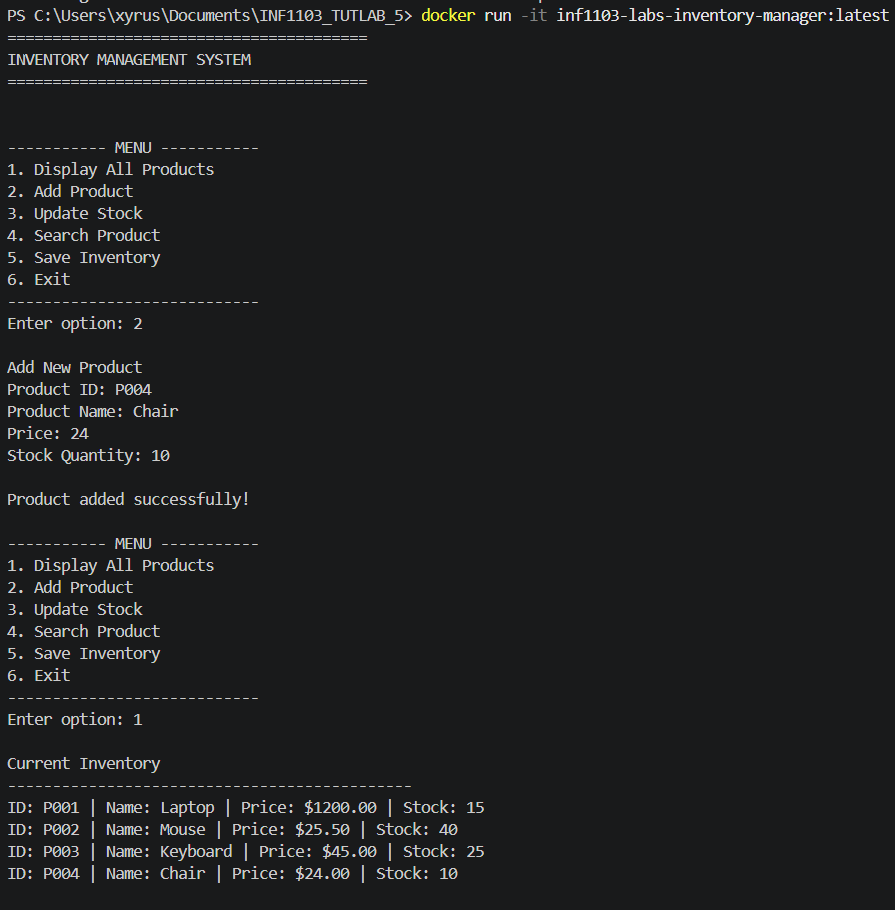 PS C:\Users\xyrus\Documents\INF1103_TUTLAB_5> docker run -it inf1103-labs-inventory-manager:latest
========================================
INVENTORY MANAGEMENT SYSTEM
========================================
----------- MENU -----------
1. Display All Products
2. Add Product
3. Update Stock
4. Search Product
5. Save Inventory
6. Exit
----------------------------
Enter option: 2
Add New Product
Product ID: P004
Product Name: Chair
Price: 24
Stock Quantity: 10
Product added successfully!
----------- MENU -----------
1. Display All Products
2. Add Product
3. Update Stock
4. Search Product
5. Save Inventory
6. Exit
----------------------------
Enter option: 1
Current Inventory
---------------------------------------------
ID: P001 | Name: Laptop | Price: $1200.00 | Stock: 15
ID: P002 | Name: Mouse | Price: $25.50 | Stock: 40
ID: P003 | Name: Keyboard | Price: $45.00 | Stock: 25
ID: P004 | Name: Chair | Price: $24.00 | Stock: 10